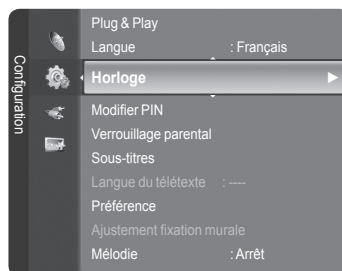 Configuration
Plug & Play
Langue : Français
Horloge
Modifier PIN
Verrouillage parental
Sous-titres
Langue du télétexte : ----
Préférence
Ajustement fixation murale
Mélodie : Arrêt